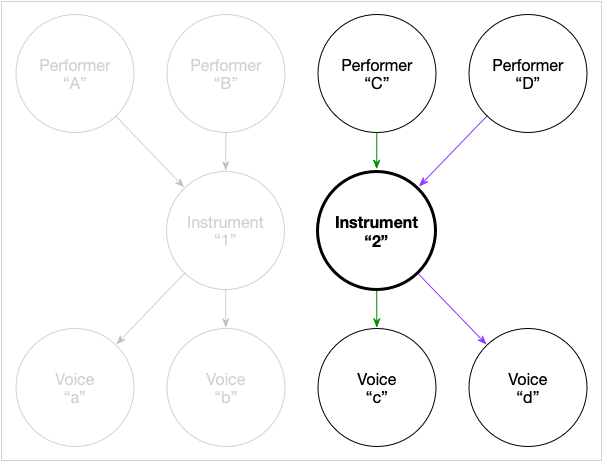 Performer
“A”
Performer
“B”
Performer
“C”
Performer
“D”
Instrument
“1”
Instrument
“2”
Voice
“a”
Voice
“b”
Voice
“c”
Voice
“d”